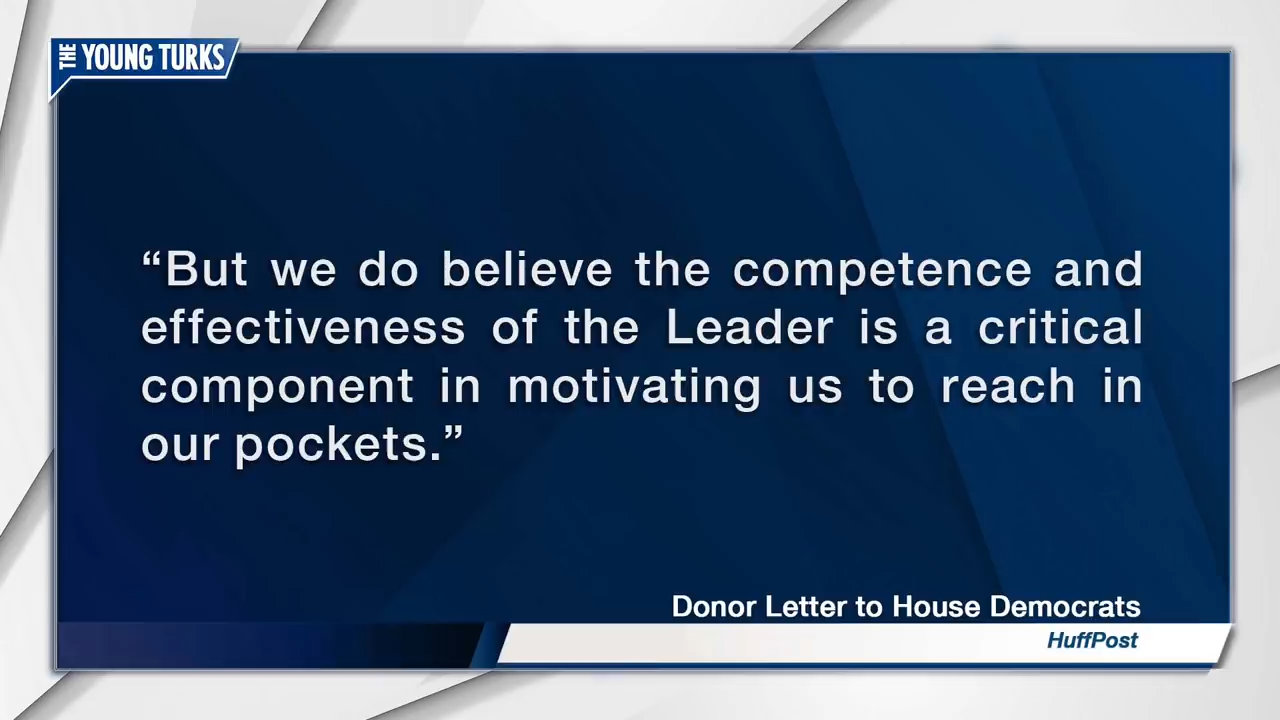 THE YOUNG TURKS
“But we do believe the competence and
effectiveness of the Leader is a critical
component in motivating us to reach in
our pockets.”
Donor Letter to House Democrats
HuffPost